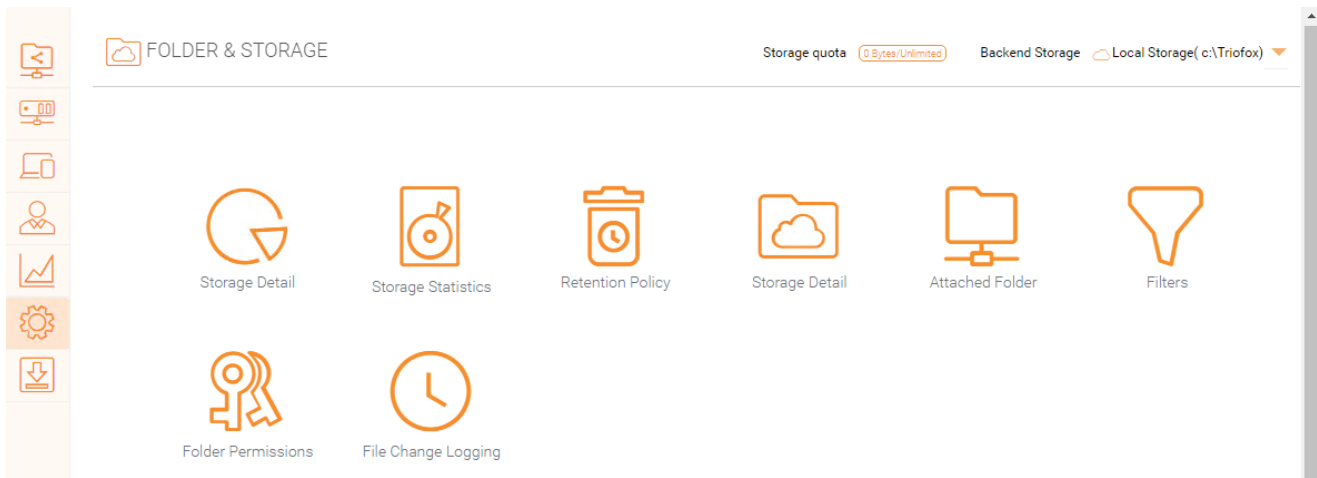 FOLDER & STORAGE
Storage quota 0 Bytes/Unlimited Backend Storage Local Storage( c:\Triofox)
Storage Detail
Storage Statistics
Retention Policy
Storage Detail
Attached Folder
Filters
Folder Permissions
File Change Logging